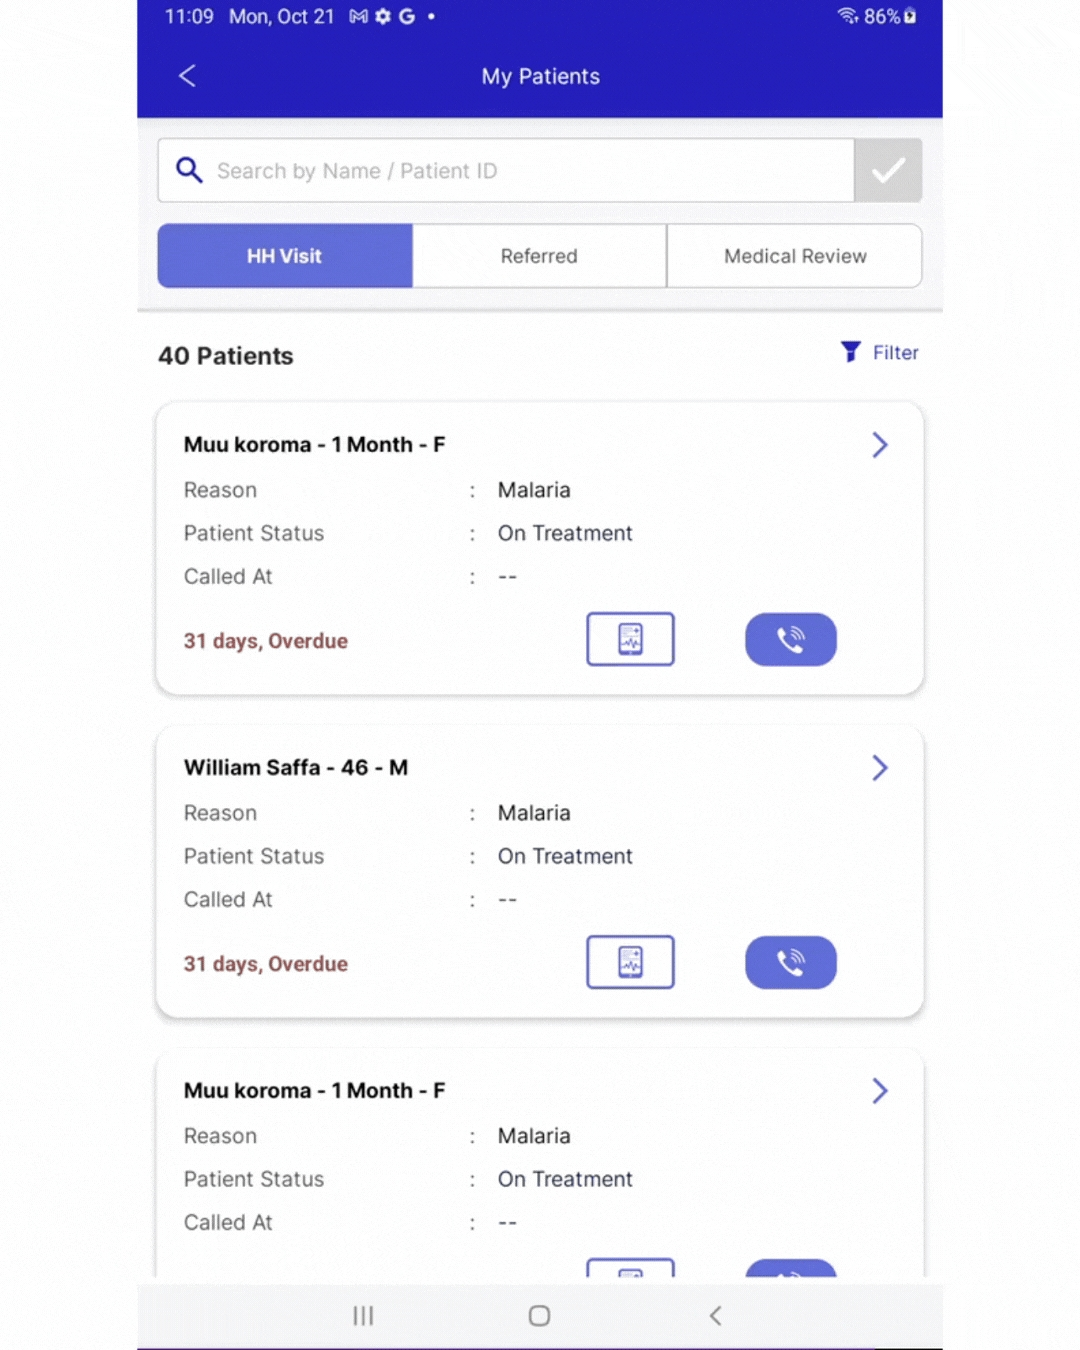 11:09 Mon, Oct 21 86%
My Patients
Search by Name / Patient ID
HH Visit Referred Medical Review
40 Patients Filter
Muu koroma - 1 Month - F
Reason : Malaria
Patient Status : On Treatment
Called At : --
31 days, Overdue
William Saffa - 46 - M
Reason : Malaria
Patient Status : On Treatment
Called At : --
31 days, Overdue
Muu koroma - 1 Month - F
Reason : Malaria
Patient Status : On Treatment
Called At : --